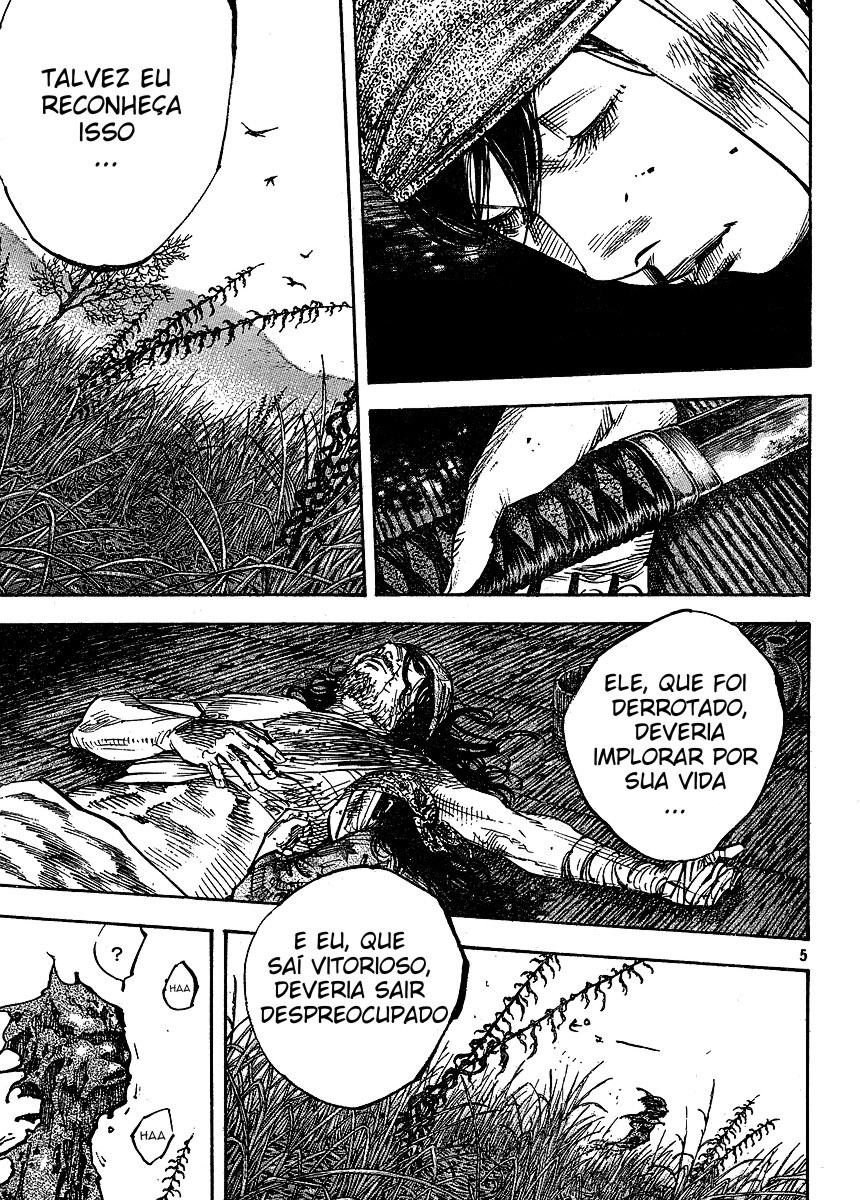 TALVEZ EU
RECONHEÇA
ISSO
...
ELE, QUE FOI
DERROTADO,
DEVERIA
IMPLORAR POR
SUA VIDA
...
5
E EU, QUE
SAÍ VITORIOSO,
DEVERIA SAIR
DESPREOCUPADO
?
HAA
HAA